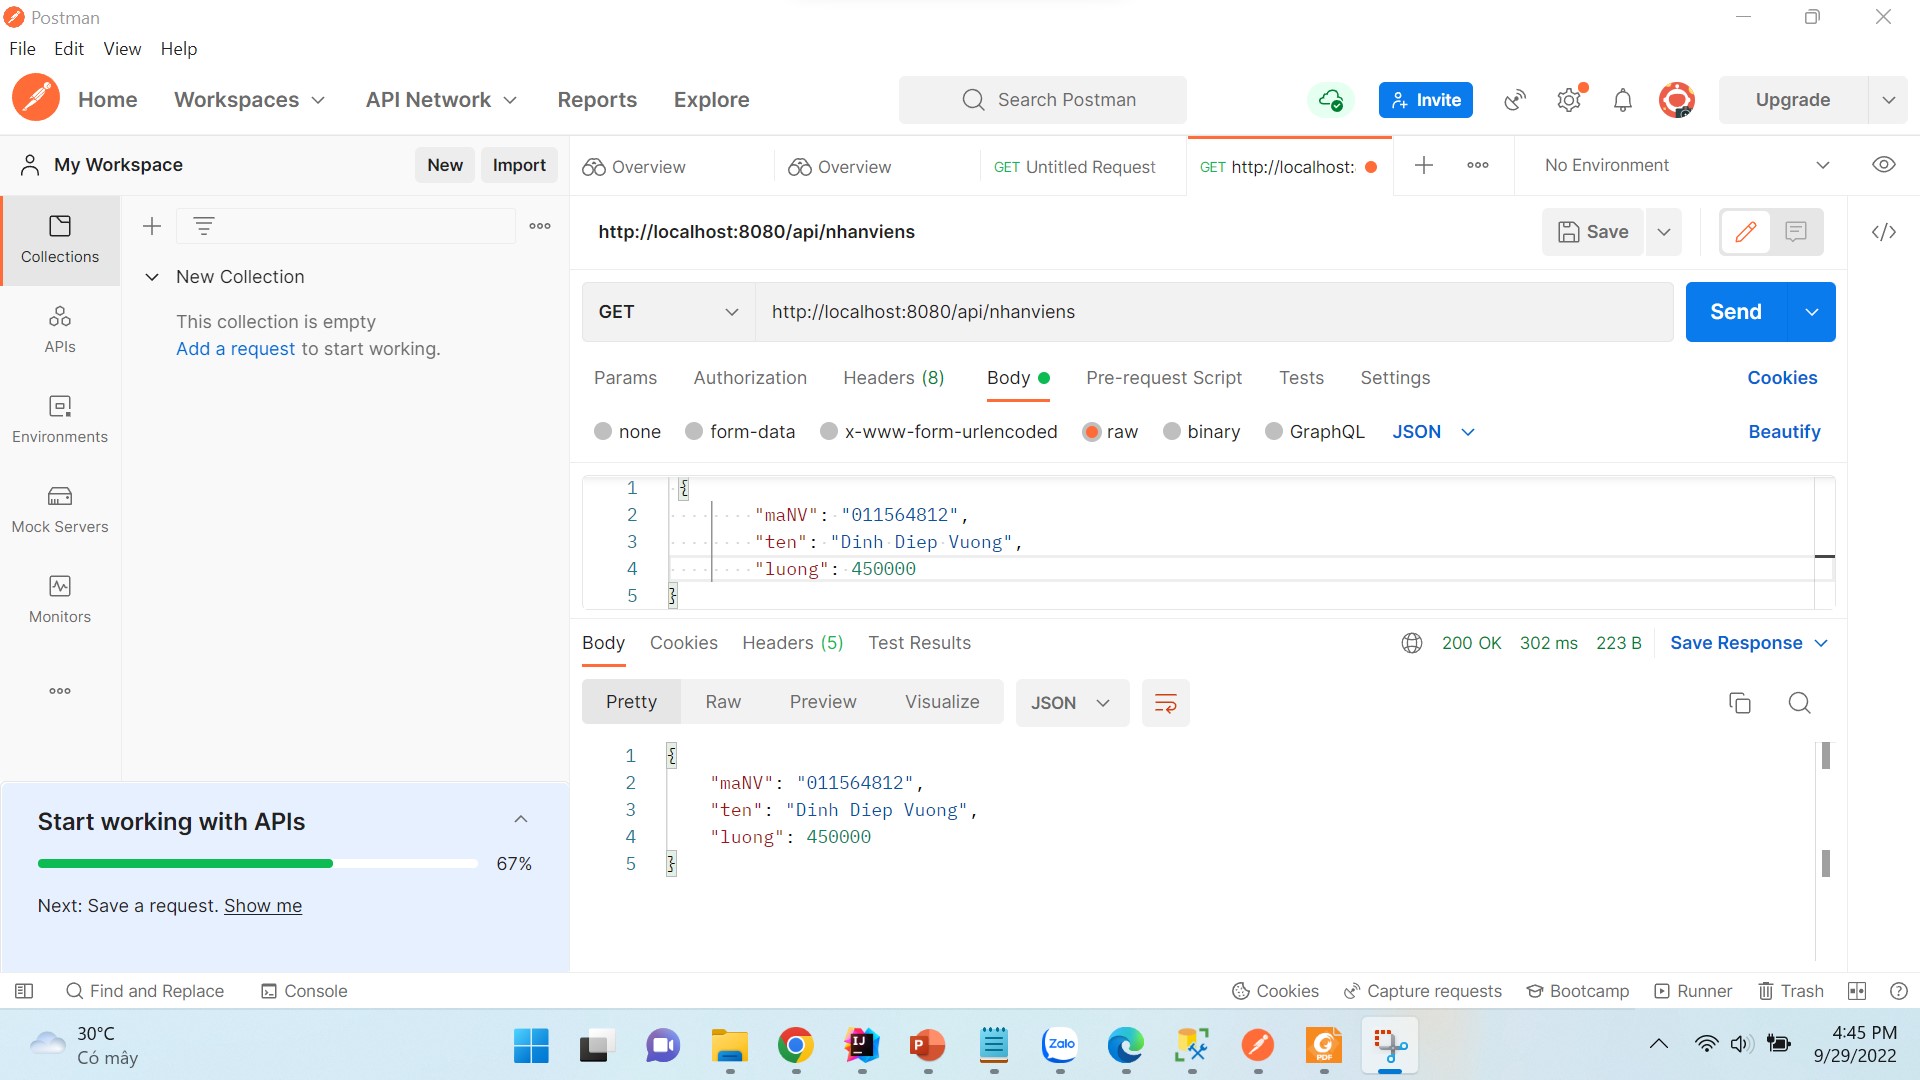 Postman
File Edit View Help
Home Workspaces API Network Reports Explore Search Postman Invite Upgrade
My Workspace New Import
Overview Overview GET Untitled Request GET http://localhost: No Environment
Collections
APIs
Environments
Mock Servers
Monitors
New Collection
This collection is empty
Add a request to start working.
http://localhost:8080/api/nhanviens Save
GET http://localhost:8080/api/nhanviens Send
Params Authorization Headers (8) Body Pre-request Script Tests Settings Cookies
none form-data x-www-form-urlencoded raw binary GraphQL JSON Beautify
1 {
2 "maNV": "011564812",
3 "ten": "Dinh Diep Vuong",
4 "luong": 450000
5 }
Body Cookies Headers (5) Test Results 200 OK 302 ms 223 B Save Response
Pretty Raw Preview Visualize JSON
1 {
2 "maNV": "011564812",
3 "ten": "Dinh Diep Vuong",
4 "luong": 450000
5 }
Start working with APIs
67%
Next: Save a request. Show me
Find and Replace Console Cookies Capture requests Bootcamp Runner Trash
30°C
Có mây
IJ
P
Zalo
PDF
4:45 PM
9/29/2022